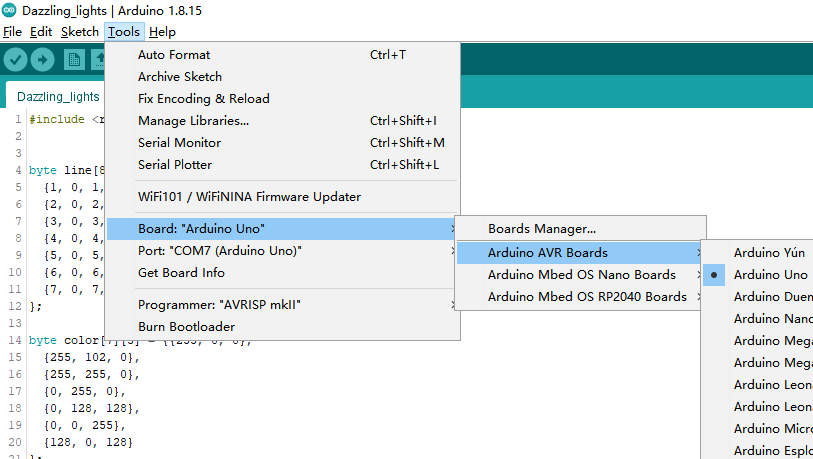 Dazzling_lights | Arduino 1.8.15
File Edit Sketch Tools Help
Dazzling_lights
Auto Format Ctrl+T
Archive Sketch
Fix Encoding & Reload
Manage Libraries... Ctrl+Shift+I
Serial Monitor Ctrl+Shift+M
Serial Plotter Ctrl+Shift+L
WiFi101 / WiFiNINA Firmware Updater
Board: "Arduino Uno"
Port: "COM7 (Arduino Uno)"
Get Board Info
Programmer: "AVRISP mkII"
Burn Bootloader
Boards Manager...
Arduino AVR Boards
Arduino Mbed OS Nano Boards
Arduino Mbed OS RP2040 Boards
Arduino Yún
Arduino Uno
Arduino Duem
Arduino Nano
Arduino Mega
Arduino Mega
Arduino Leona
Arduino Leona
Arduino Micro
Arduino Esplo
1 #include <r
2
3
4 byte line[8
5 {1, 0, 1,
6 {2, 0, 2,
7 {3, 0, 3,
8 {4, 0, 4,
9 {5, 0, 5,
10 {6, 0, 6,
11 {7, 0, 7,
12 };
13
14 byte color[7][3] = {{255, 0, 0},
15 {255, 102, 0},
16 {255, 255, 0},
17 {0, 255, 0},
18 {0, 128, 128},
19 {0, 0, 255},
20 {128, 0, 128}
21 };